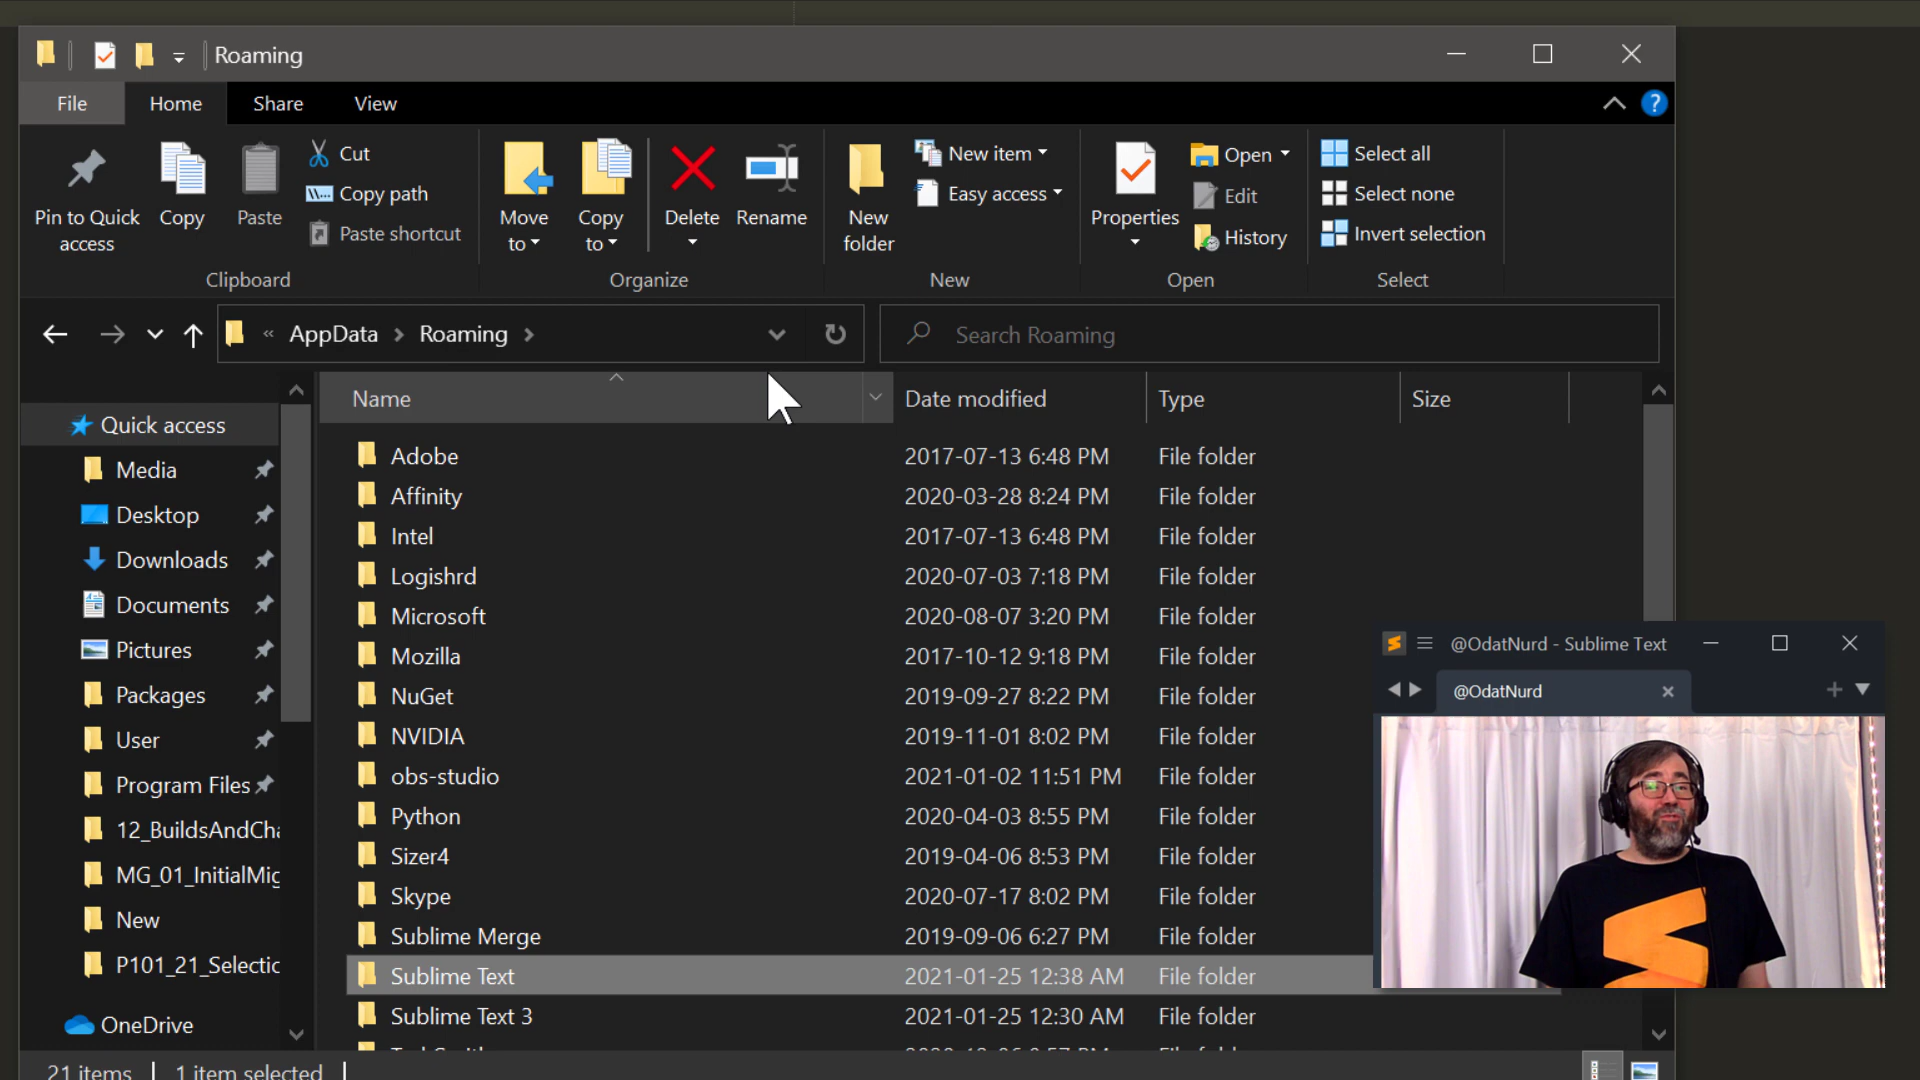 Roaming
File Home Share View
Pin to Quick access
Copy
Paste
Cut
Copy path
Paste shortcut
Clipboard
Move to
Copy to
Delete
Rename
Organize
New folder
New item
Easy access
New
Properties
Open
Edit
History
Open
Select all
Select none
Invert selection
Select
« AppData > Roaming >
Search Roaming
Quick access
Media
Desktop
Downloads
Documents
Pictures
Packages
User
Program Files
12_BuildsAndCha
MG_01_InitialMig
New
P101_21_Selectic
OneDrive
Name Date modified Type Size
Adobe 2017-07-13 6:48 PM File folder
Affinity 2020-03-28 8:24 PM File folder
Intel 2017-07-13 6:48 PM File folder
Logishrd 2020-07-03 7:18 PM File folder
Microsoft 2020-08-07 3:20 PM File folder
Mozilla 2017-10-12 9:18 PM File folder
NuGet 2019-09-27 8:22 PM File folder
NVIDIA 2019-11-01 8:02 PM File folder
obs-studio 2021-01-02 11:51 PM File folder
Python 2020-04-03 8:55 PM File folder
Sizer4 2019-04-06 8:53 PM File folder
Skype 2020-07-17 8:02 PM File folder
Sublime Merge 2019-09-06 6:27 PM File folder
Sublime Text 2021-01-25 12:38 AM File folder
Sublime Text 3 2021-01-25 12:30 AM File folder
21 items 1 item selected
@OdatNurd - Sublime Text
@OdatNurd